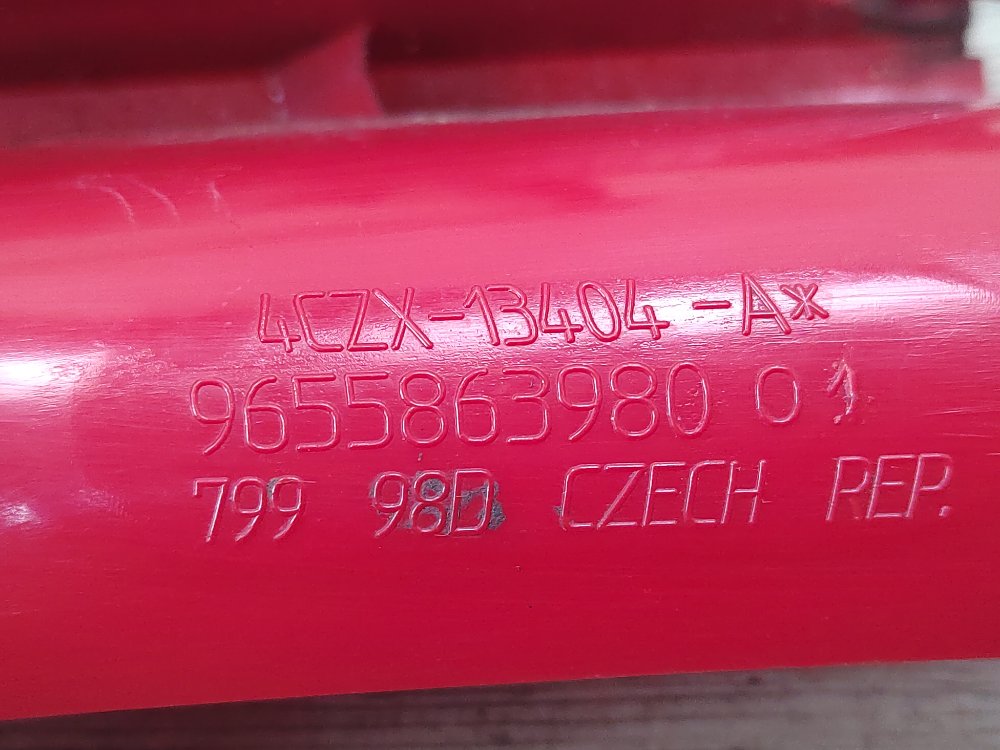 4CZX-13404-A*
9655863980 01
799 98D CZECH REP.